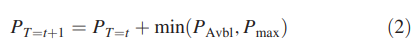 P_{T=t+1} = P_{T=t} + min(P_{Avbl}, P_{max}) (2)